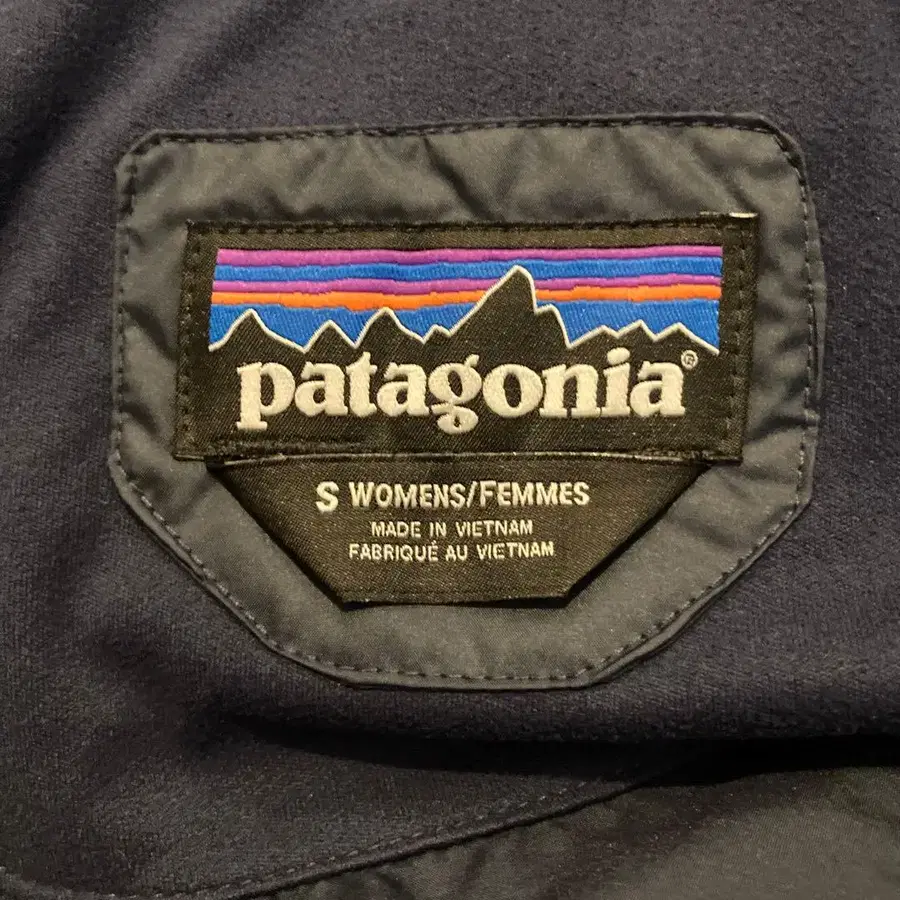 patagonia®
S WOMENS/FEMMES
MADE IN VIETNAM
FABRIQUÉ AU VIETNAM